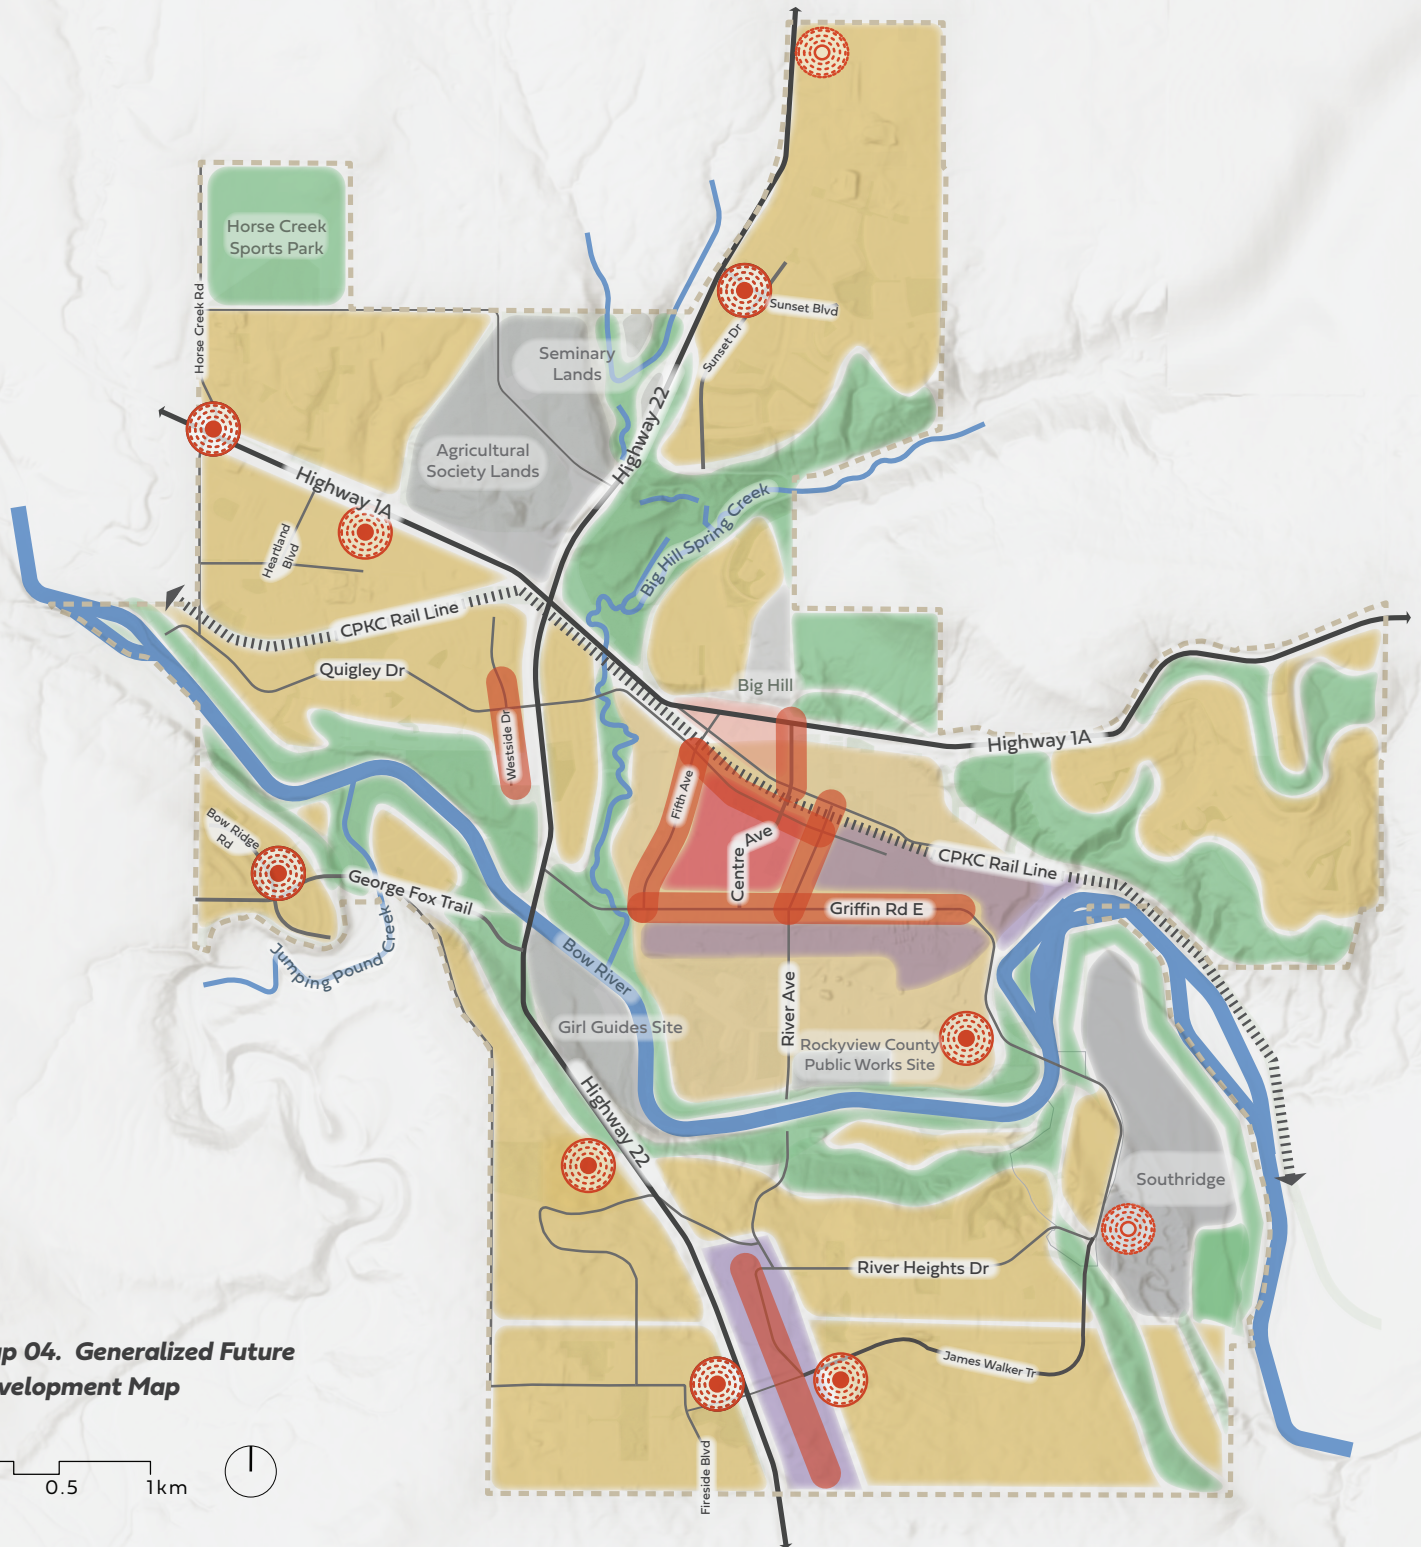 Horse Creek
Sports Park
Horse Creek Rd
Sunset Blvd
Sunset Dr
Seminary
Lands
Highway 22
Agricultural
Society Lands
Highway 1A
Heartland
Blvd
Big Hill Spring Creek
CPKC Rail Line
Quigley Dr
Big Hill
Westside Dr
Highway 1A
Fifth Ave
Centre Ave
Bow Ridge
Rd
CPKC Rail Line
George Fox Trail
Griffin Rd E
Jumping Pound Creek
Bow River
River Ave
Girl Guides Site
Rockyview County
Public Works Site
Highway 22
Southridge
River Heights Dr
James Walker Tr
Fireside Blvd
p 04. Generalized Future
velopment Map
0.5
1km